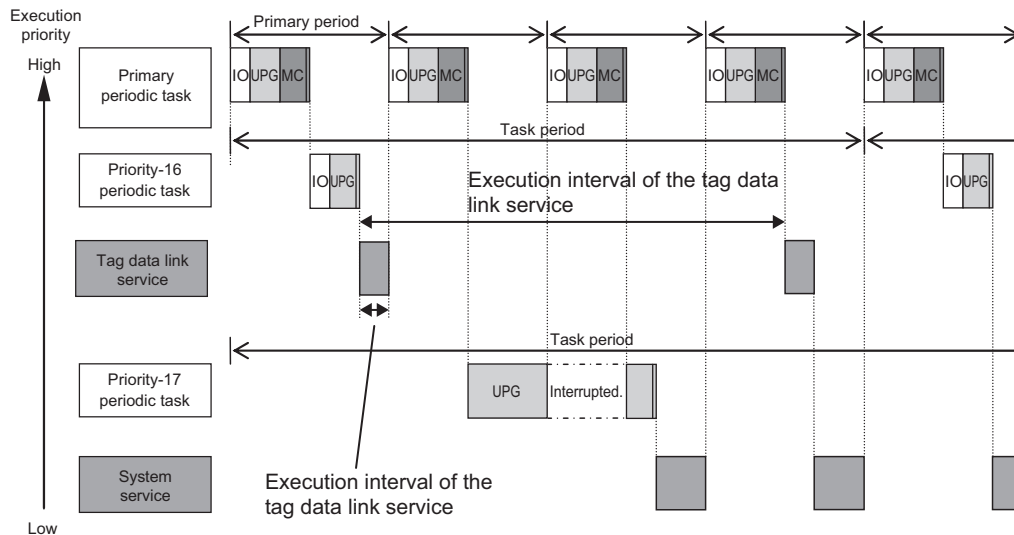 Execution
priority
High
Primary period
Primary
periodic task
IO UPG MC
IO UPG MC
IO UPG MC
IO UPG MC
IO UPG MC
Task period
Priority-16
periodic task
IO UPG
Execution interval of the tag data
link service
IO UPG
Tag data link
service
Task period
Priority-17
periodic task
UPG
Interrupted.
Execution interval of the
tag data link service
System
service
Low